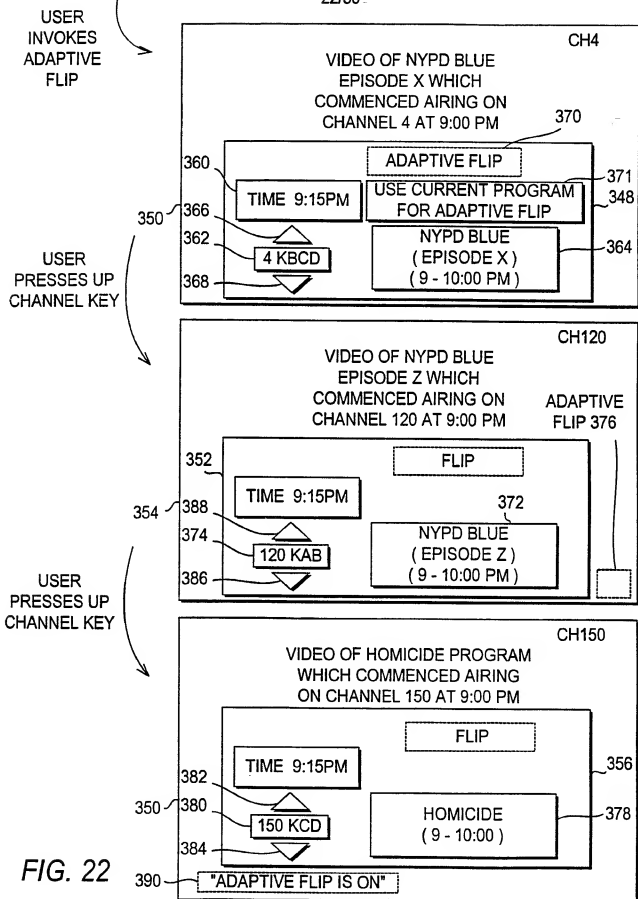 22/30
USER
INVOKES
ADAPTIVE
FLIP
CH4
VIDEO OF NYPD BLUE
EPISODE X WHICH
COMMENCED AIRING ON
CHANNEL 4 AT 9:00 PM
370
ADAPTIVE FLIP
371
360
TIME 9:15PM
USE CURRENT PROGRAM
FOR ADAPTIVE FLIP
348
350
366
362
4 KBCD
368
NYPD BLUE
( EPISODE X )
( 9 - 10:00 PM )
364
USER
PRESSES UP
CHANNEL KEY
CH120
VIDEO OF NYPD BLUE
EPISODE Z WHICH
COMMENCED AIRING ON
CHANNEL 120 AT 9:00 PM
ADAPTIVE
FLIP 376
352
FLIP
TIME 9:15PM
354
388
372
374
120 KAB
386
NYPD BLUE
( EPISODE Z )
( 9 - 10:00 PM )
USER
PRESSES UP
CHANNEL KEY
CH150
VIDEO OF HOMICIDE PROGRAM
WHICH COMMENCED AIRING
ON CHANNEL 150 AT 9:00 PM
FLIP
TIME 9:15PM
356
382
350
380
150 KCD
384
HOMICIDE
( 9 - 10:00 )
378
FIG. 22
390
"ADAPTIVE FLIP IS ON"